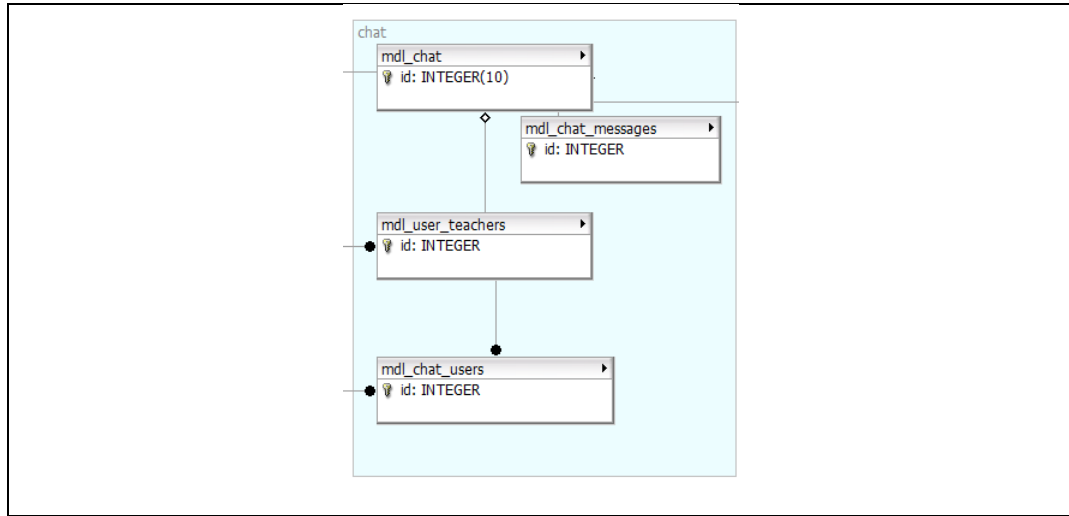 chat
mdl_chat
id: INTEGER(10)
mdl_chat_messages
id: INTEGER
mdl_user_teachers
id: INTEGER
mdl_chat_users
id: INTEGER